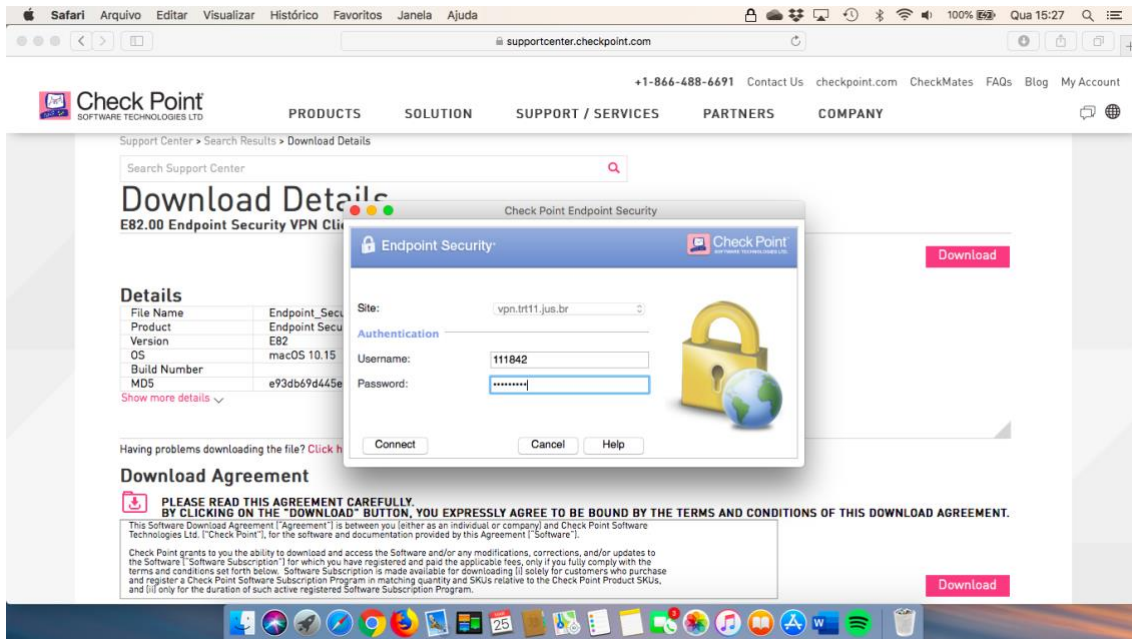 Safari Arquivo Editar Visualizar Histórico Favoritos Janela Ajuda 100% Qua 15:27
supportcenter.checkpoint.com
+1-866-488-6691 Contact Us checkpoint.com CheckMates FAQs Blog My Account
Check Point
SOFTWARE TECHNOLOGIES LTD
PRODUCTS SOLUTION SUPPORT / SERVICES PARTNERS COMPANY
Support Center > Search Results > Download Details
Search Support Center
Download Details
E82.00 Endpoint Security VPN Clie
Download
Details
File Name Endpoint_Secu
Product Endpoint Secu
Version E82
OS macOS 10.15
Build Number
MD5 e93db69d445e
Show more details
Check Point Endpoint Security
Endpoint Security
Check Point
SOFTWARE TECHNOLOGIES LTD.
Site: vpn.trt11.jus.br
Authentication
Username: 111842
Password: •••••••••
Connect Cancel Help
Having problems downloading the file? Click h
Download Agreement
PLEASE READ THIS AGREEMENT CAREFULLY.
BY CLICKING ON THE "DOWNLOAD" BUTTON, YOU EXPRESSLY AGREE TO BE BOUND BY THE TERMS AND CONDITIONS OF THIS DOWNLOAD AGREEMENT.
This Software Download Agreement ("Agreement") is between you (either as an individual or company) and Check Point Software
Technologies Ltd. ("Check Point"), for the software and documentation provided by this Agreement ("Software").
Check Point grants to you the ability to download and access the Software and/or any modifications, corrections, and/or updates to
the Software ("Software Subscription") for which you have registered and paid the applicable fees, only if you fully comply with the
terms and conditions set forth below. Software Subscription is made available for downloading (i) solely for customers who purchase
and register a Check Point Software Subscription Program in matching quantity and SKUs relative to the Check Point Product SKUs,
and (ii) only for the duration of such active registered Software Subscription Program.
Download
25
3
W